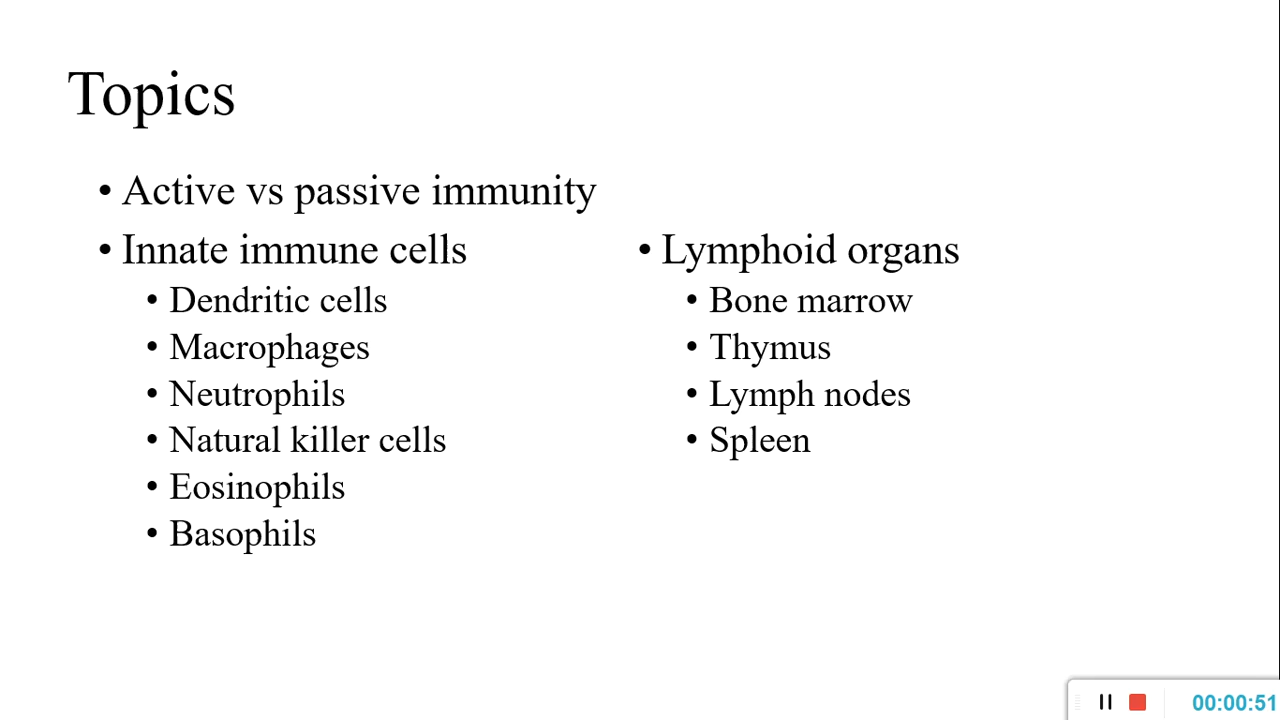 Topics
• Active vs passive immunity
• Innate immune cells
• Dendritic cells
• Macrophages
• Neutrophils
• Natural killer cells
• Eosinophils
• Basophils
• Lymphoid organs
• Bone marrow
• Thymus
• Lymph nodes
• Spleen
00:00:51